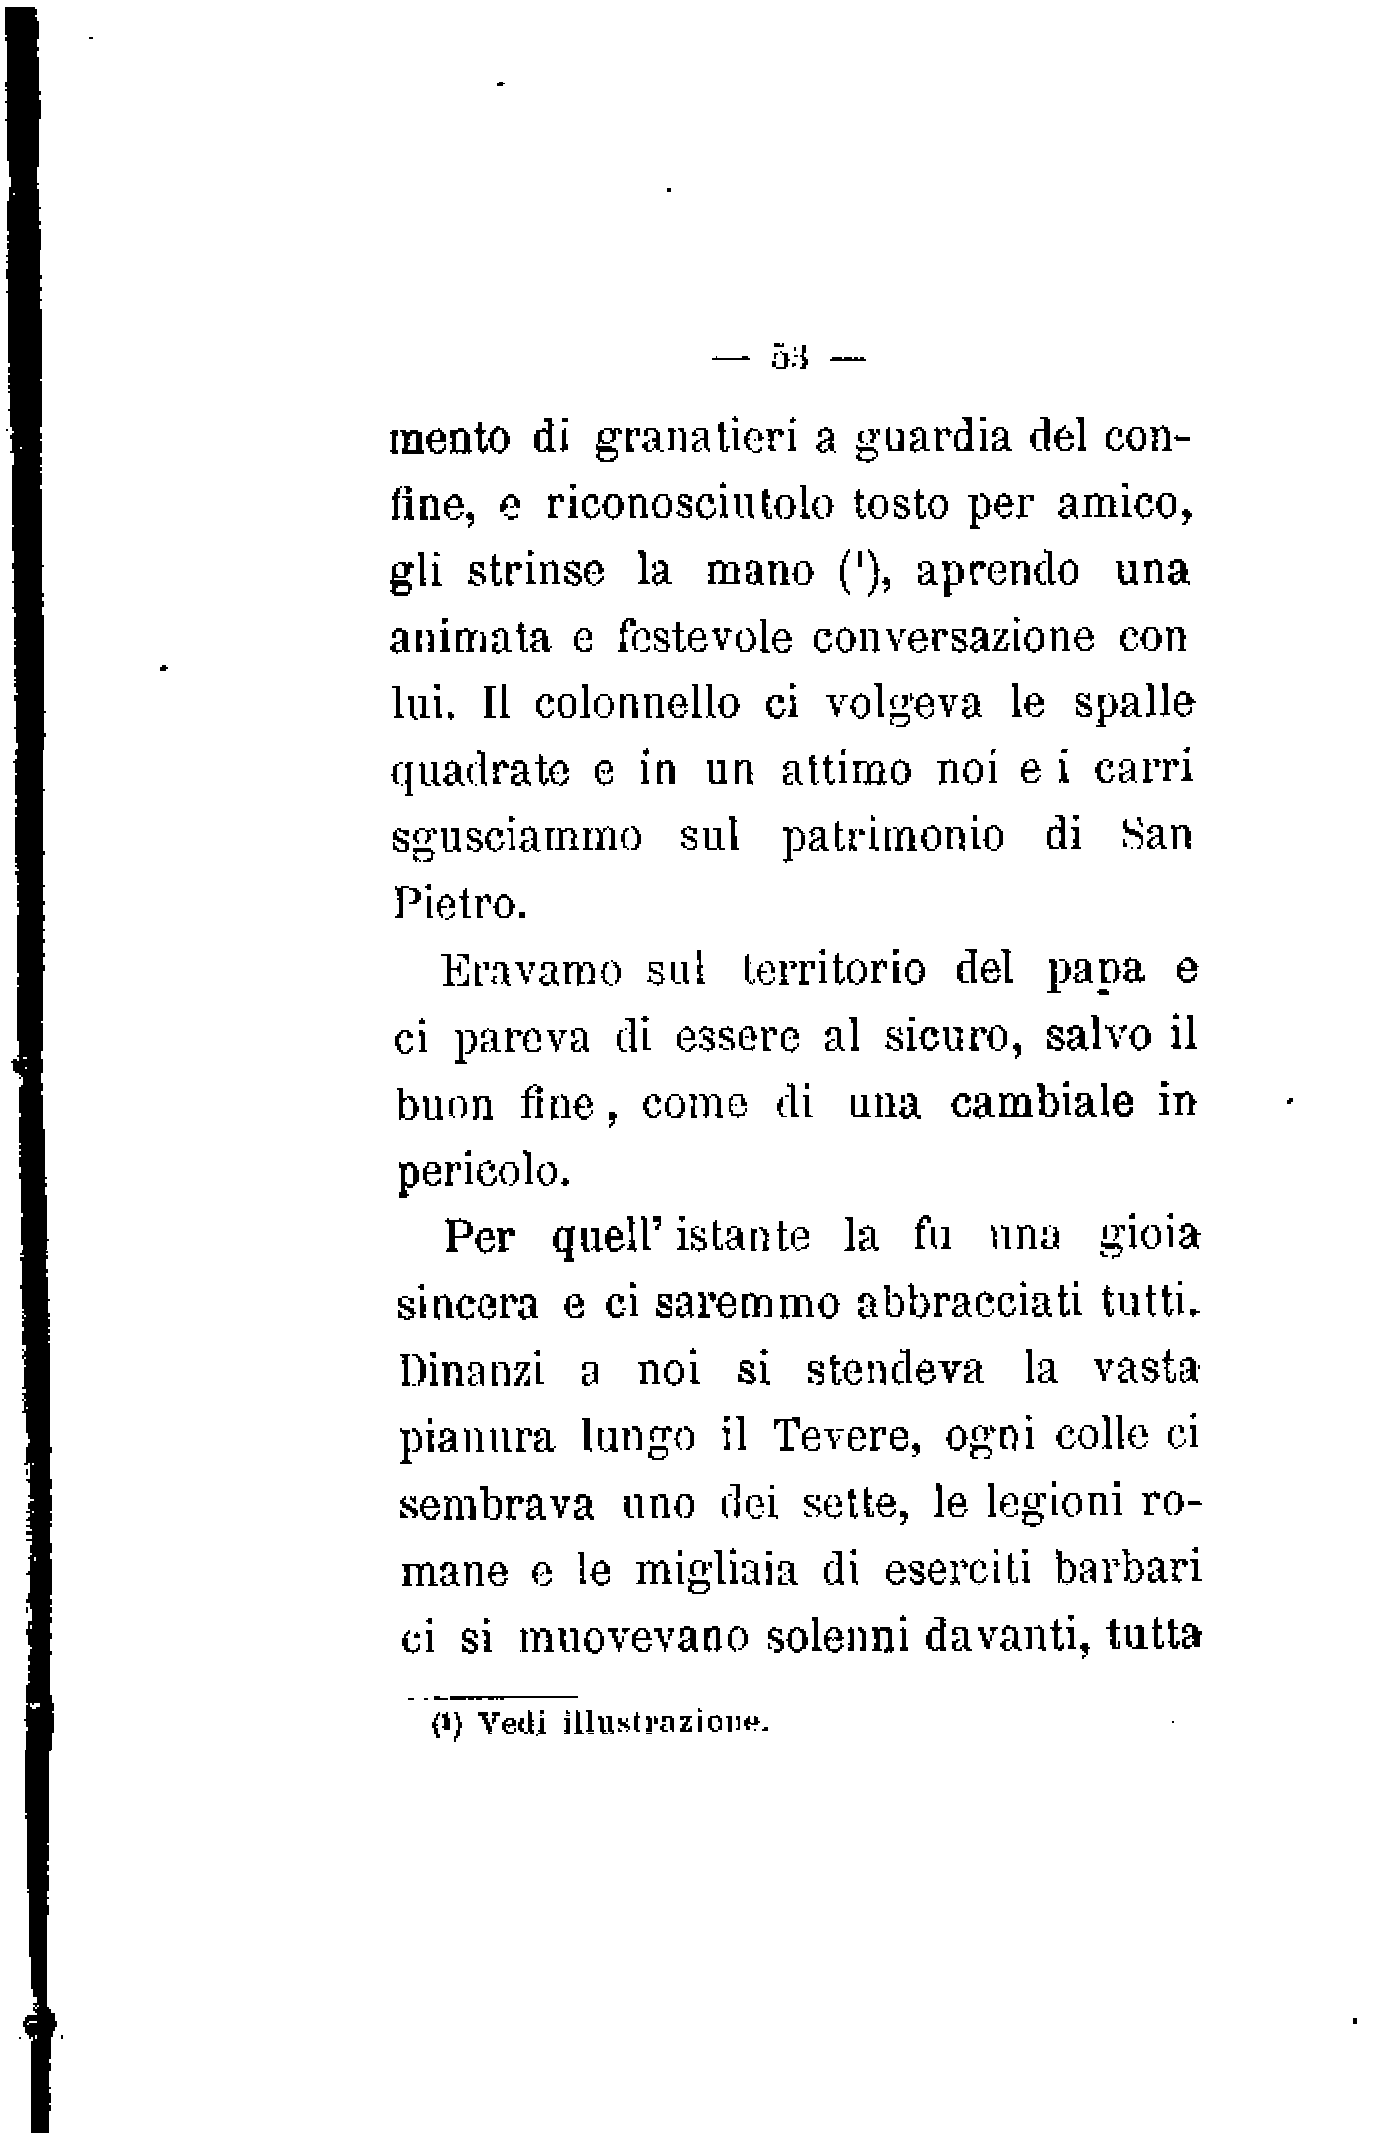 — 53 —
mento di granatieri a guardia del con-
fine, e riconosciutolo tosto per amico,
gli strinse la mano (¹), aprendo una
animata e festevole conversazione con
lui. Il colonnello ci volgeva le spalle
quadrate e in un attimo noi e i carri
sgusciammo sul patrimonio di San
Pietro.
Eravamo sul territorio del papa e
ci pareva di essere al sicuro, salvo il
buon fine, come di una cambiale in
pericolo.
Per quell' istante la fu una gioia
sincera e ci saremmo abbracciati tutti.
Dinanzi a noi si stendeva la vasta
pianura lungo il Tevere, ogni colle ci
sembrava uno dei sette, le legioni ro-
mane e le migliaia di eserciti barbari
ci si muovevano solenni davanti, tutta
(¹) Vedi illustrazione.